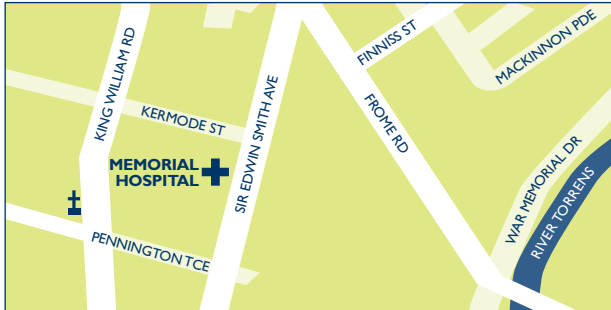 KING WILLIAM RD
FINNISS ST
MACKINNON PDE
KERMODE ST
FROME RD
MEMORIAL
HOSPITAL
SIR EDWIN SMITH AVE
WAR MEMORIAL DR
RIVER TORRENS
PENNINGTON TCE